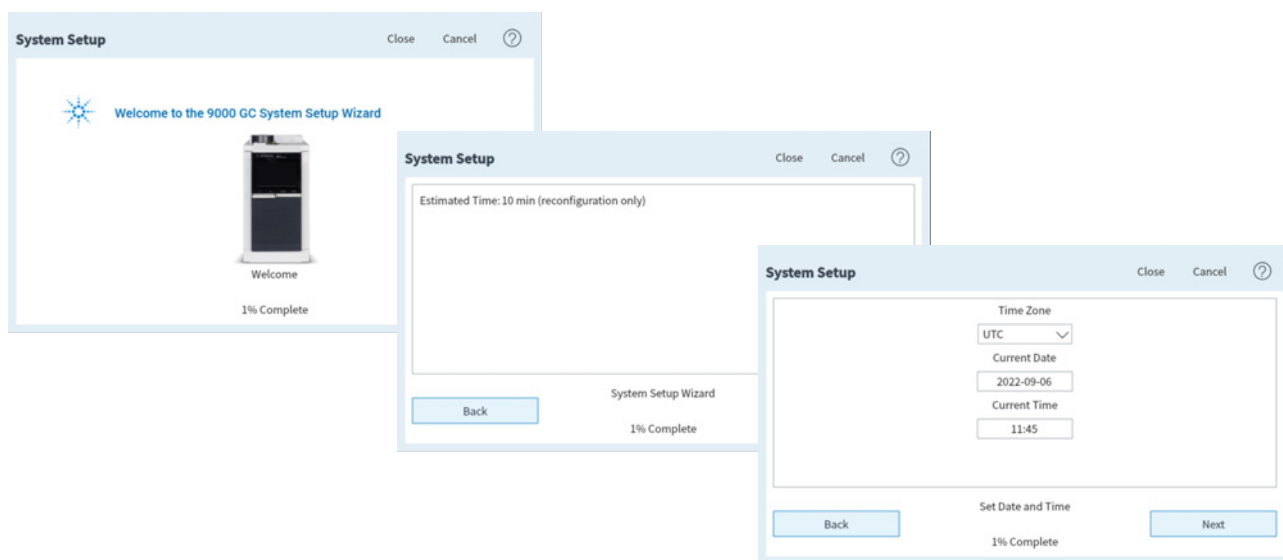 System Setup
Close
Cancel
?
Welcome to the 9000 GC System Setup Wizard
Welcome
1% Complete
System Setup
Close
Cancel
?
Estimated Time: 10 min (reconfiguration only)
System Setup Wizard
Back
1% Complete
System Setup
Close
Cancel
?
Time Zone
UTC
Current Date
2022-09-06
Current Time
11:45
Set Date and Time
Back
Next
1% Complete